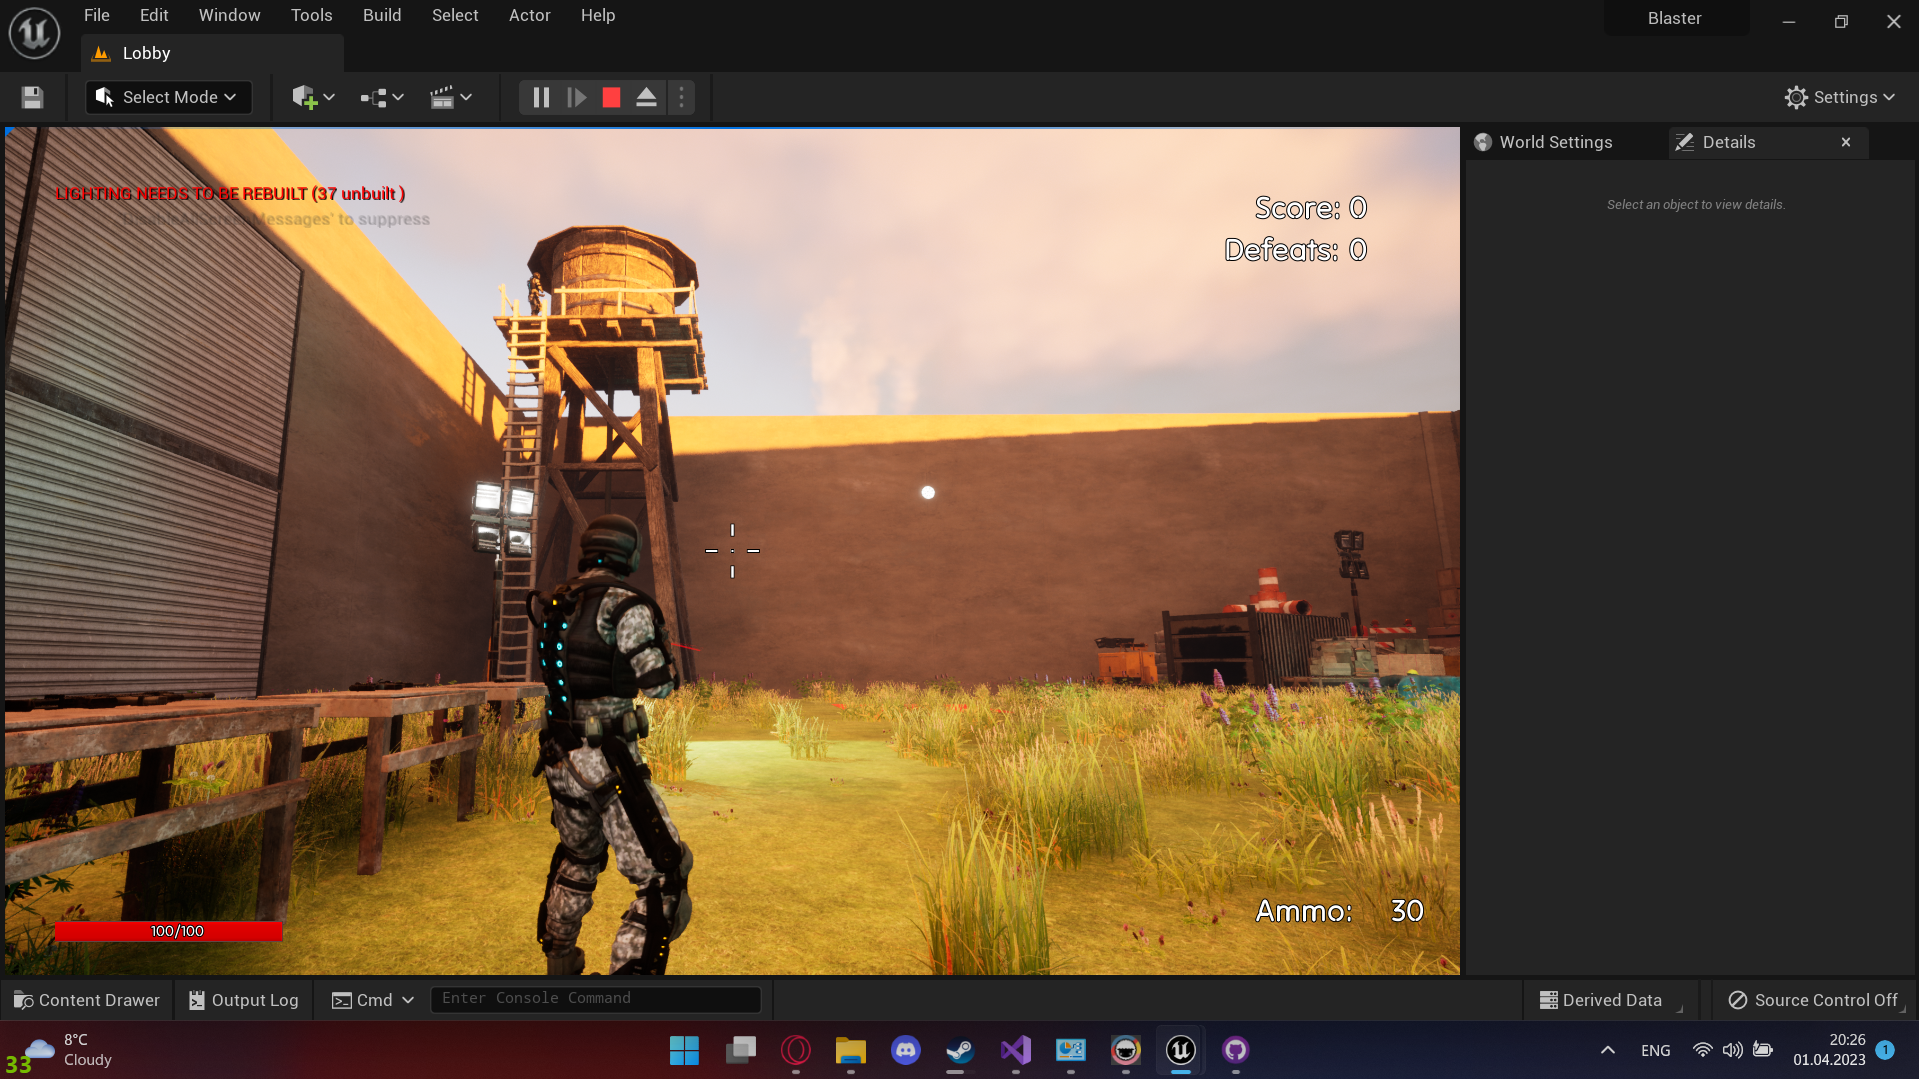 File Edit Window Tools Build Select Actor Help
Blaster
Lobby
Select Mode
Settings
World Settings
Details
LIGHTING NEEDS TO BE REBUILT (37 unbuilt )
Messages' to suppress
Score: 0
Defeats: 0
Select an object to view details.
Ammo: 30
100/100
Content Drawer
Output Log
Cmd
Enter Console Command
Derived Data
Source Control Off
33
8°C
Cloudy
ENG
20:26
01.04.2023
1